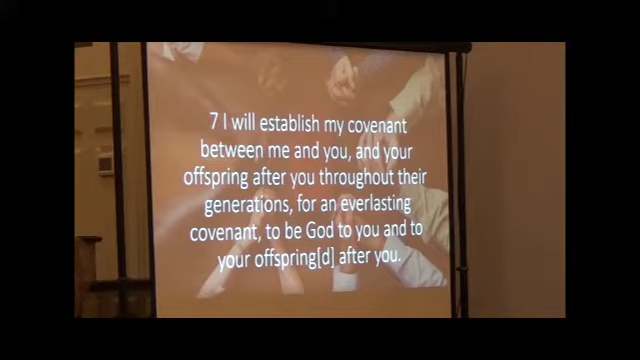 7 I will establish my covenant
between me and you, and your
offspring after you throughout their
generations, for an everlasting
covenant, to be God to you and to
your offspring[d] after you.